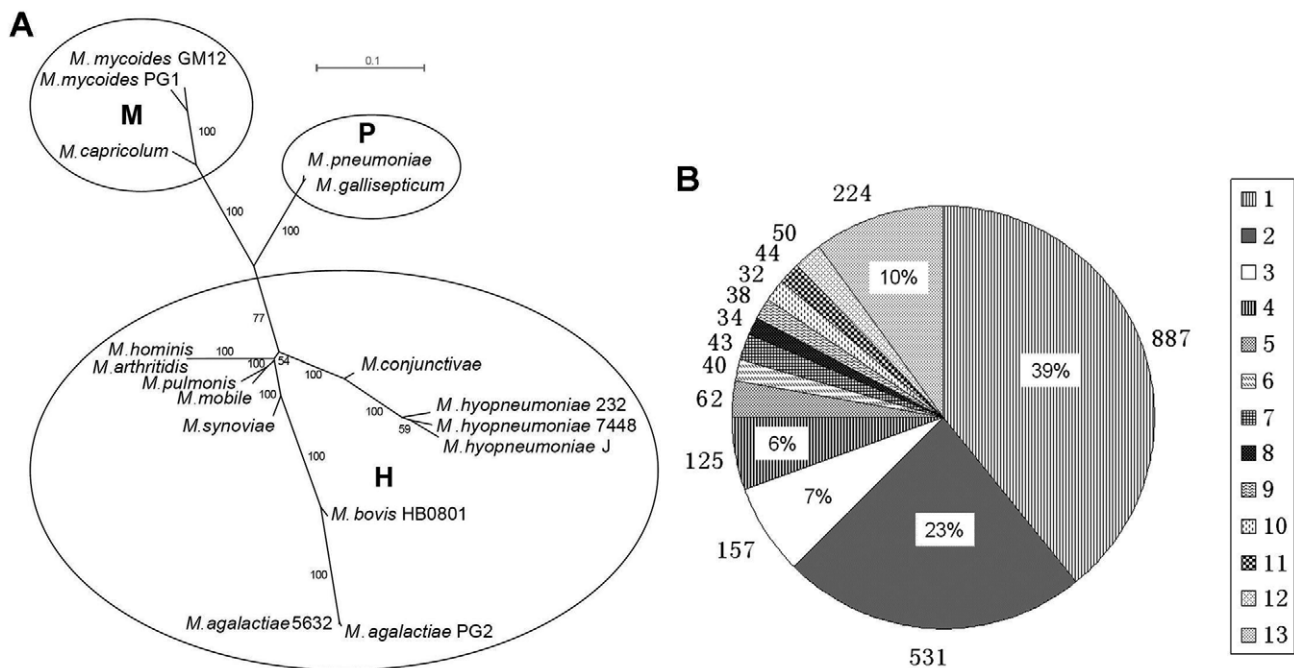 A
M. mycoides GM12
M.mycoides PG1
M
100
M.capricolum
100
0.1
P
M.pneumoniae
M.gallisepticum
100
77
M.hominis
100
M.arthritidis
100
54
M.pulmonis
M.mobile
100
M.synoviae
100
M.conjunctivae
100
M.hyopneumoniae 232
M.hyopneumoniae 7448
59
M.hyopneumoniae J
100
H
M.bovis HB0801
100
M.agalactiae 5632
M.agalactiae PG2
B
224
50
44
32
38
34
43
40
62
125
157
531
887
10%
39%
6%
7%
23%
1
2
3
4
5
6
7
8
9
10
11
12
13